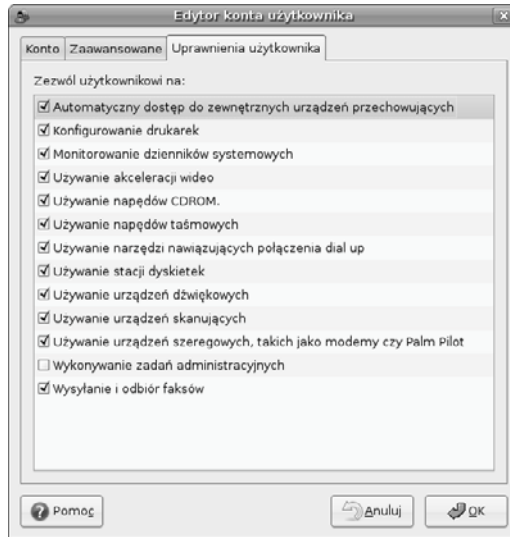 Edytor konta użytkownika
Konto Zaawansowane Uprawnienia użytkownika
Zezwól użytkownikowi na:
Automatyczny dostęp do zewnętrznych urządzeń przechowujących
Konfigurowanie drukarek
Monitorowanie dzienników systemowych
Używanie akceleracji wideo
Używanie napędów CDROM.
Używanie napędów taśmowych
Używanie narzędzi nawiązujących połączenia dial up
Używanie stacji dyskietek
Używanie urządzeń dźwiękowych
Używanie urządzeń skanujących
Używanie urządzeń szeregowych, takich jako modemy czy Palm Pilot
Wykonywanie zadań administracyjnych
Wysyłanie i odbiór faksów
Pomoc Anuluj OK